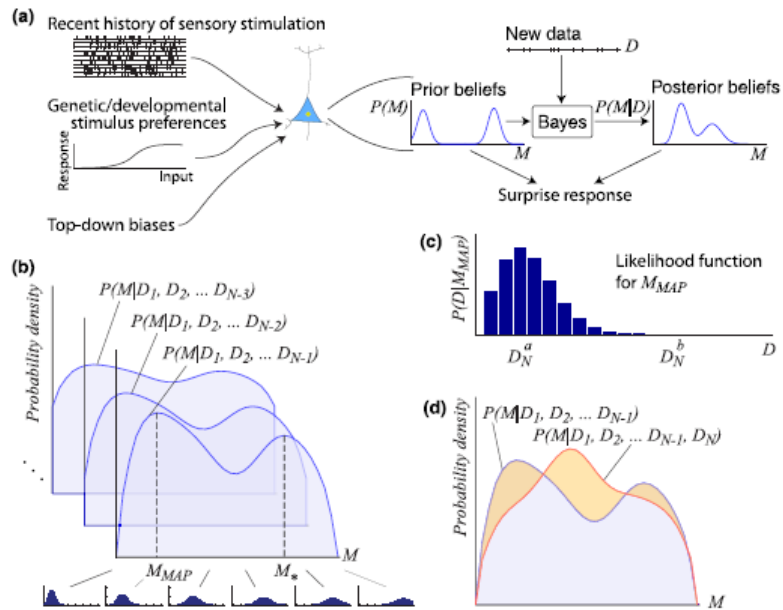 (a)
Recent history of sensory stimulation
Genetic/developmental
stimulus preferences
Response
Input
Top-down biases
New data
D
Prior beliefs
P(M)
M
Bayes
P(M|D)
Posterior beliefs
M
Surprise response
(b)
Probability density
P(M|D1, D2, ... DN-3)
P(M|D1, D2, ... DN-2)
P(M|D1, D2, ... DN-1)
. . .
M
MMAP
M*
(c)
P(D|MMAP)
Likelihood function
for MMAP
DNa
DNb
D
(d)
Probability density
P(M|D1, D2, ... DN-1)
P(M|D1, D2, ... DN-1, DN)
M